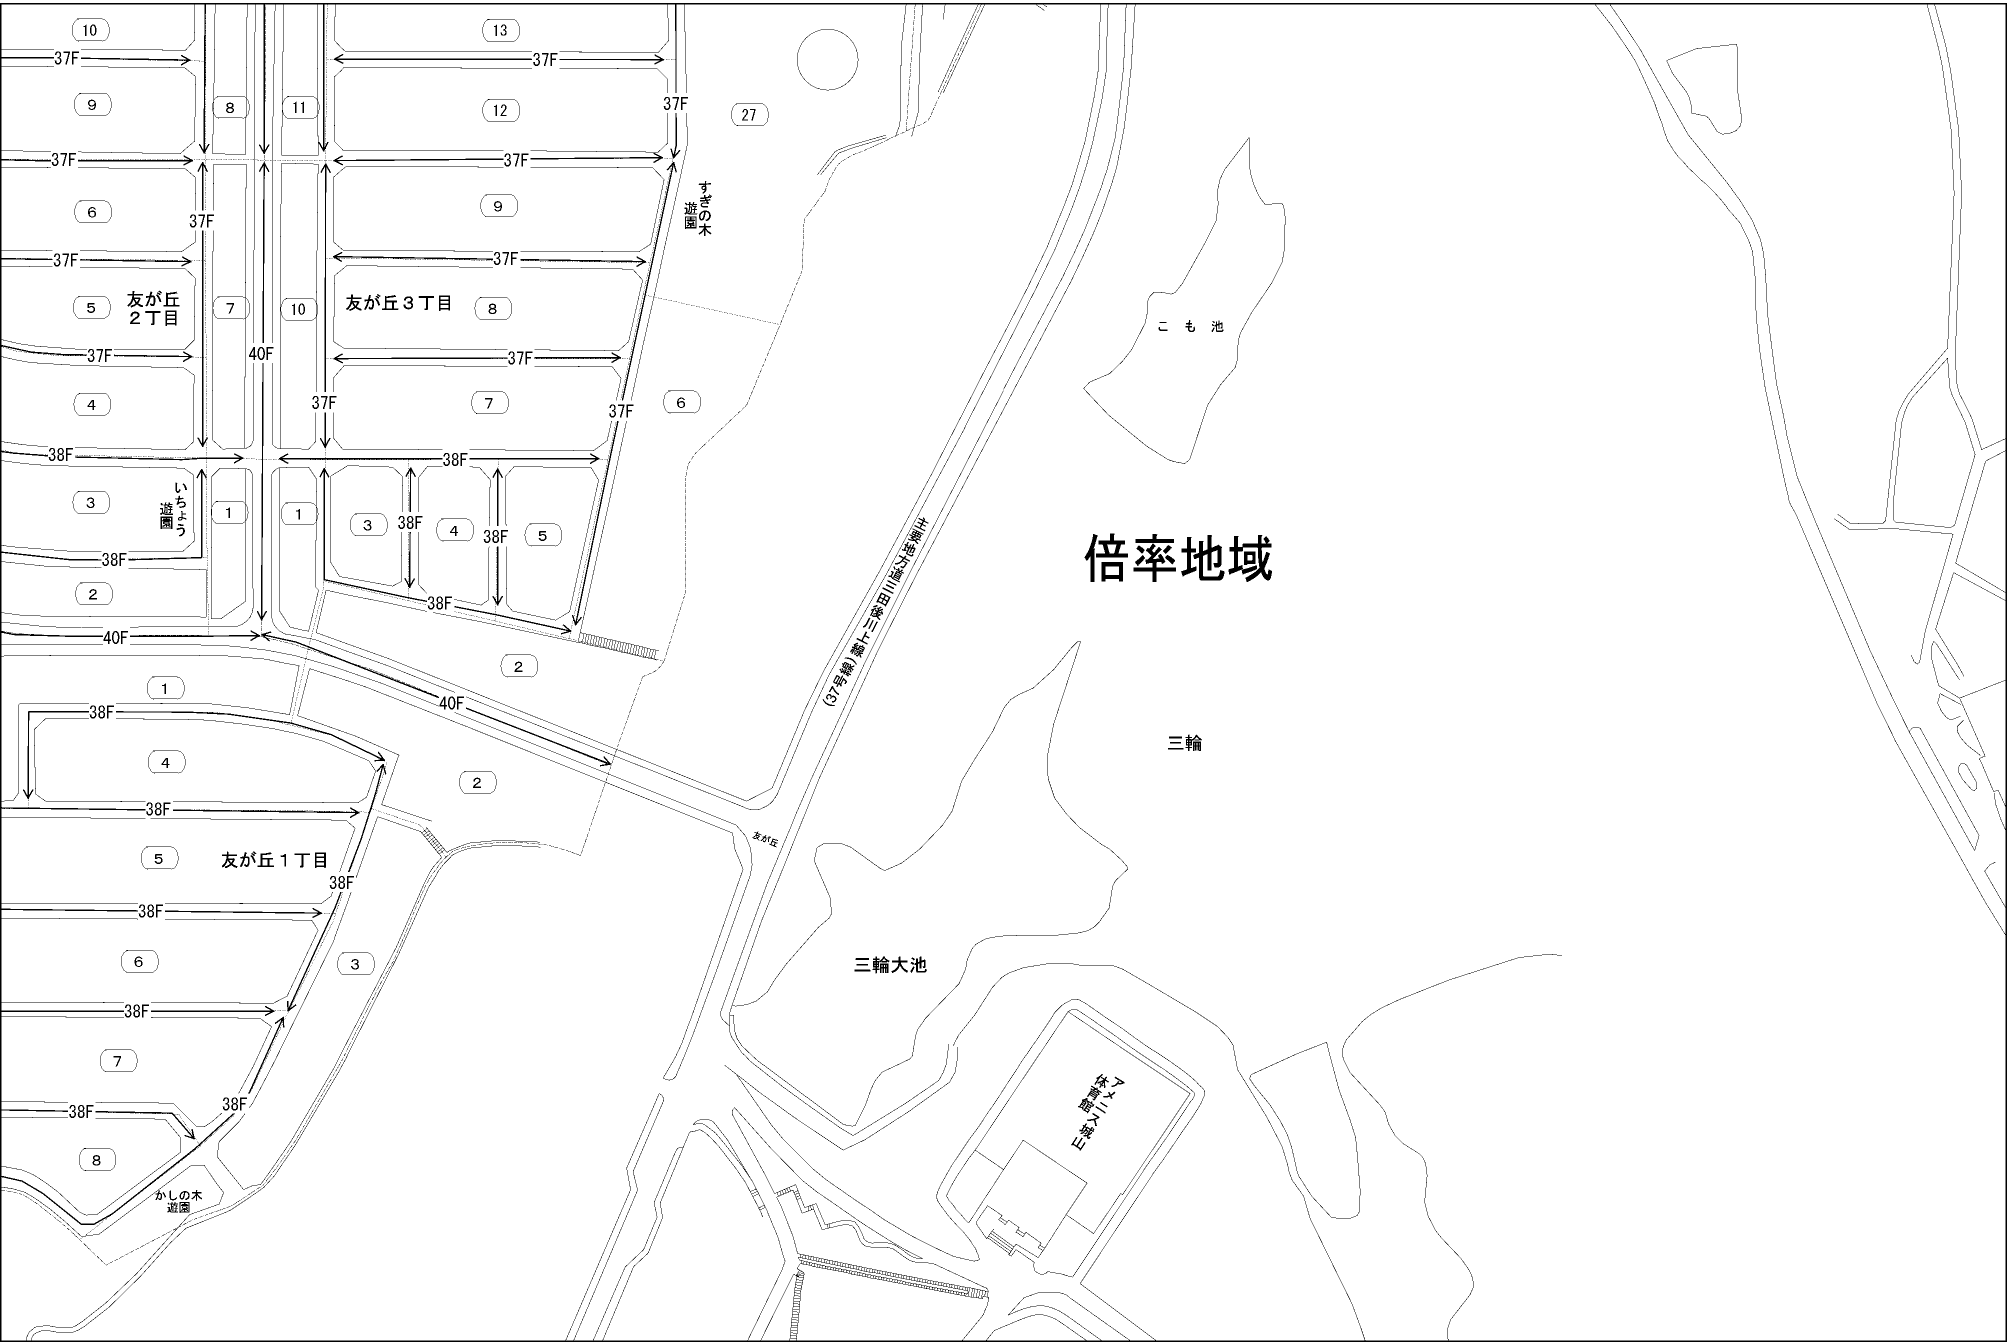 10
13
37F
37F
9
8
11
12
37F
27
37F
37F
6
37F
9
すぎの木
遊園
37F
37F
5
友が丘
2丁目
7
10
友が丘3丁目
8
こも池
37F
40F
37F
4
37F
7
37F
6
38F
38F
3
いちょう
遊園
1
1
3
38F
4
38F
5
主要地方道三田後川上線
(37号線)
倍率地域
38F
2
38F
40F
2
1
40F
38F
三輪
4
2
38F
友が丘
5
友が丘1丁目
38F
38F
6
3
三輪大池
38F
7
アメニス城山
体育館
38F
38F
8
かしの木
遊園